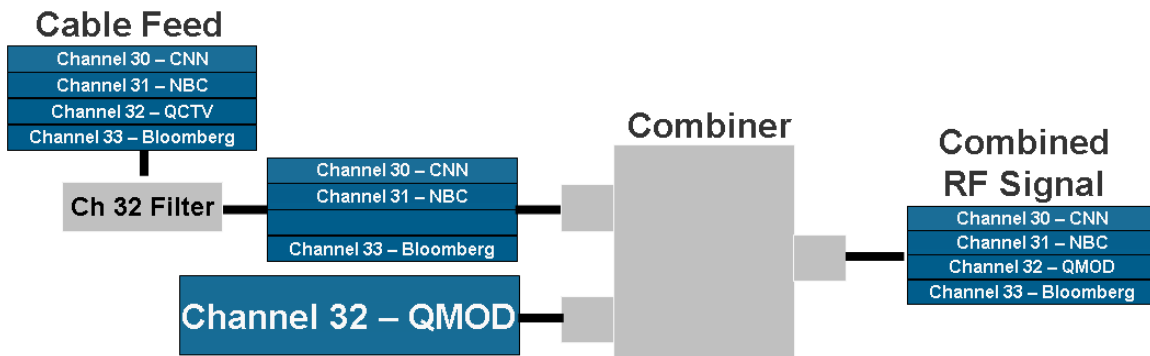 Cable Feed
Channel 30 – CNN
Channel 31 – NBC
Channel 32 – QCTV
Channel 33 – Bloomberg
Ch 32 Filter
Channel 30 – CNN
Channel 31 – NBC
Channel 33 – Bloomberg
Channel 32 – QMOD
Combiner
Combined
RF Signal
Channel 30 – CNN
Channel 31 – NBC
Channel 32 – QMOD
Channel 33 – Bloomberg